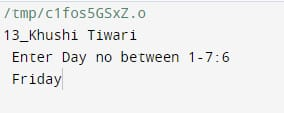 /tmp/c1fos5GSxZ.o
13_Khushi Tiwari
Enter Day no between 1-7:6
Friday